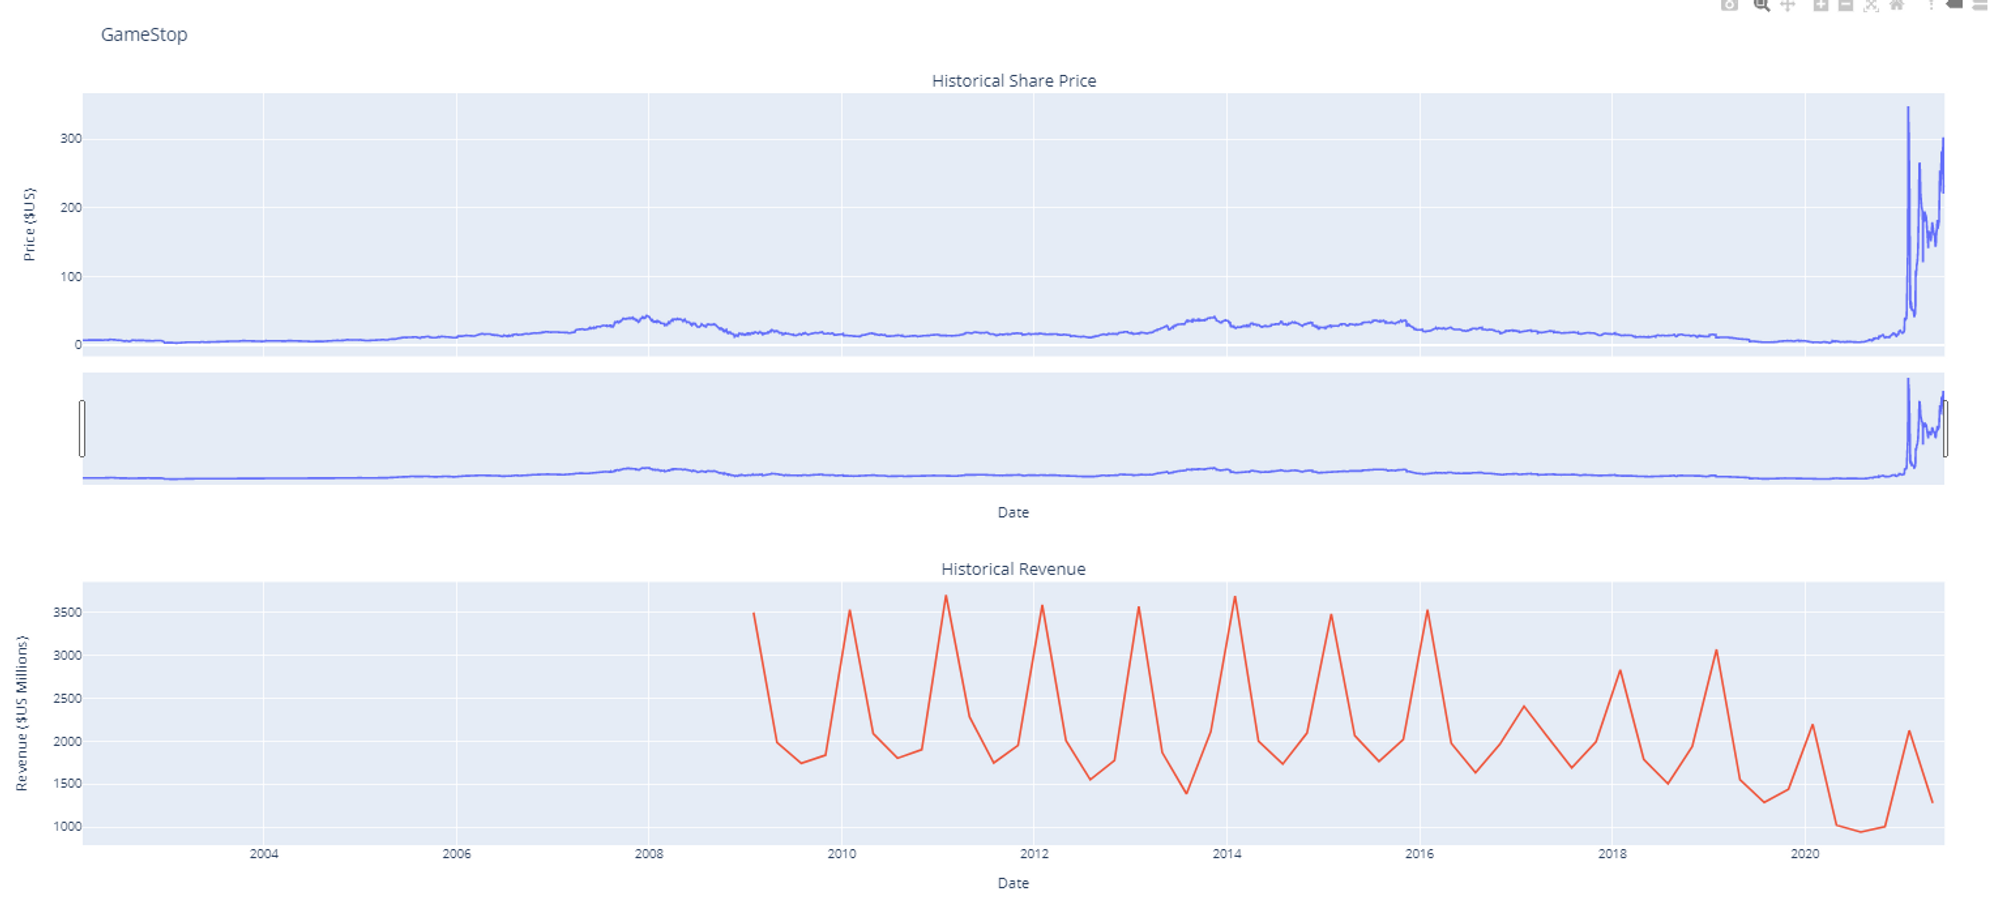 GameStop
Historical Share Price
Price ($US)
300
200
100
0
Date
Historical Revenue
Revenue ($US Millions)
3500
3000
2500
2000
1500
1000
2004 2006 2008 2010 2012 2014 2016 2018 2020
Date